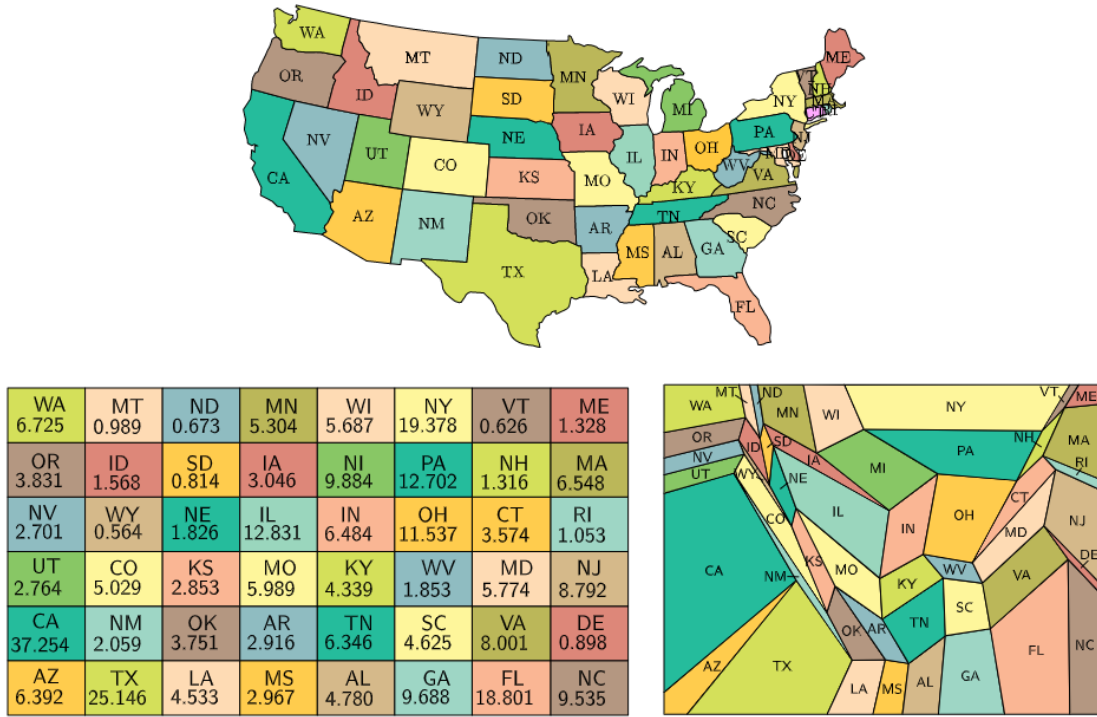 WA
MT
ND
MN
ME
OR
ID
SD
WI
MI
NY
VT
NH
MA
RI
WY
NE
IA
PA
NJ
NV
UT
CO
IL
IN
OH
MD
DE
CA
KS
MO
KY
WV
VA
AZ
NM
OK
AR
TN
NC
TX
LA
MS
AL
GA
SC
FL
WA MT ND MN WI NY VT ME
6.725 0.989 0.673 5.304 5.687 19.378 0.626 1.328
OR ID SD IA NI PA NH MA
3.831 1.568 0.814 3.046 9.884 12.702 1.316 6.548
NV WY NE IL IN OH CT RI
2.701 0.564 1.826 12.831 6.484 11.537 3.574 1.053
UT CO KS MO KY WV MD NJ
2.764 5.029 2.853 5.989 4.339 1.853 5.774 8.792
CA NM OK AR TN SC VA DE
37.254 2.059 3.751 2.916 6.346 4.625 8.001 0.898
AZ TX LA MS AL GA FL NC
6.392 25.146 4.533 2.967 4.780 9.688 18.801 9.535
MT
ND
VT
ME
WA
MN
WI
NY
OR
ID
SD
NH
MA
NV
IA
PA
UT
WY
NE
MI
RI
CO
IL
IN
OH
CT
MD
NJ
CA
NM
KS
MO
KY
WV
VA
DE
OK
AR
TN
SC
AZ
TX
LA
MS
AL
GA
FL
NC